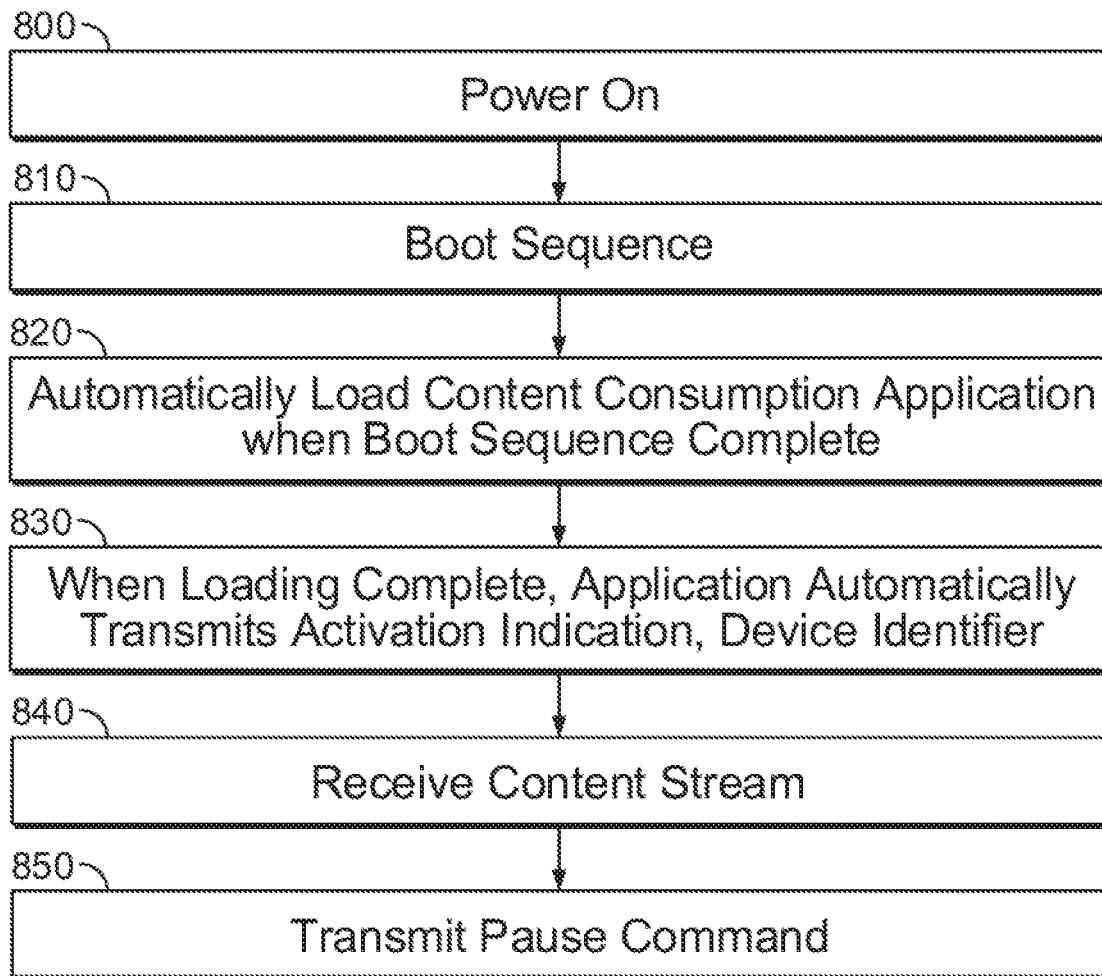 800
Power On
810
Boot Sequence
820
Automatically Load Content Consumption Application
when Boot Sequence Complete
830
When Loading Complete, Application Automatically
Transmits Activation Indication, Device Identifier
840
Receive Content Stream
850
Transmit Pause Command